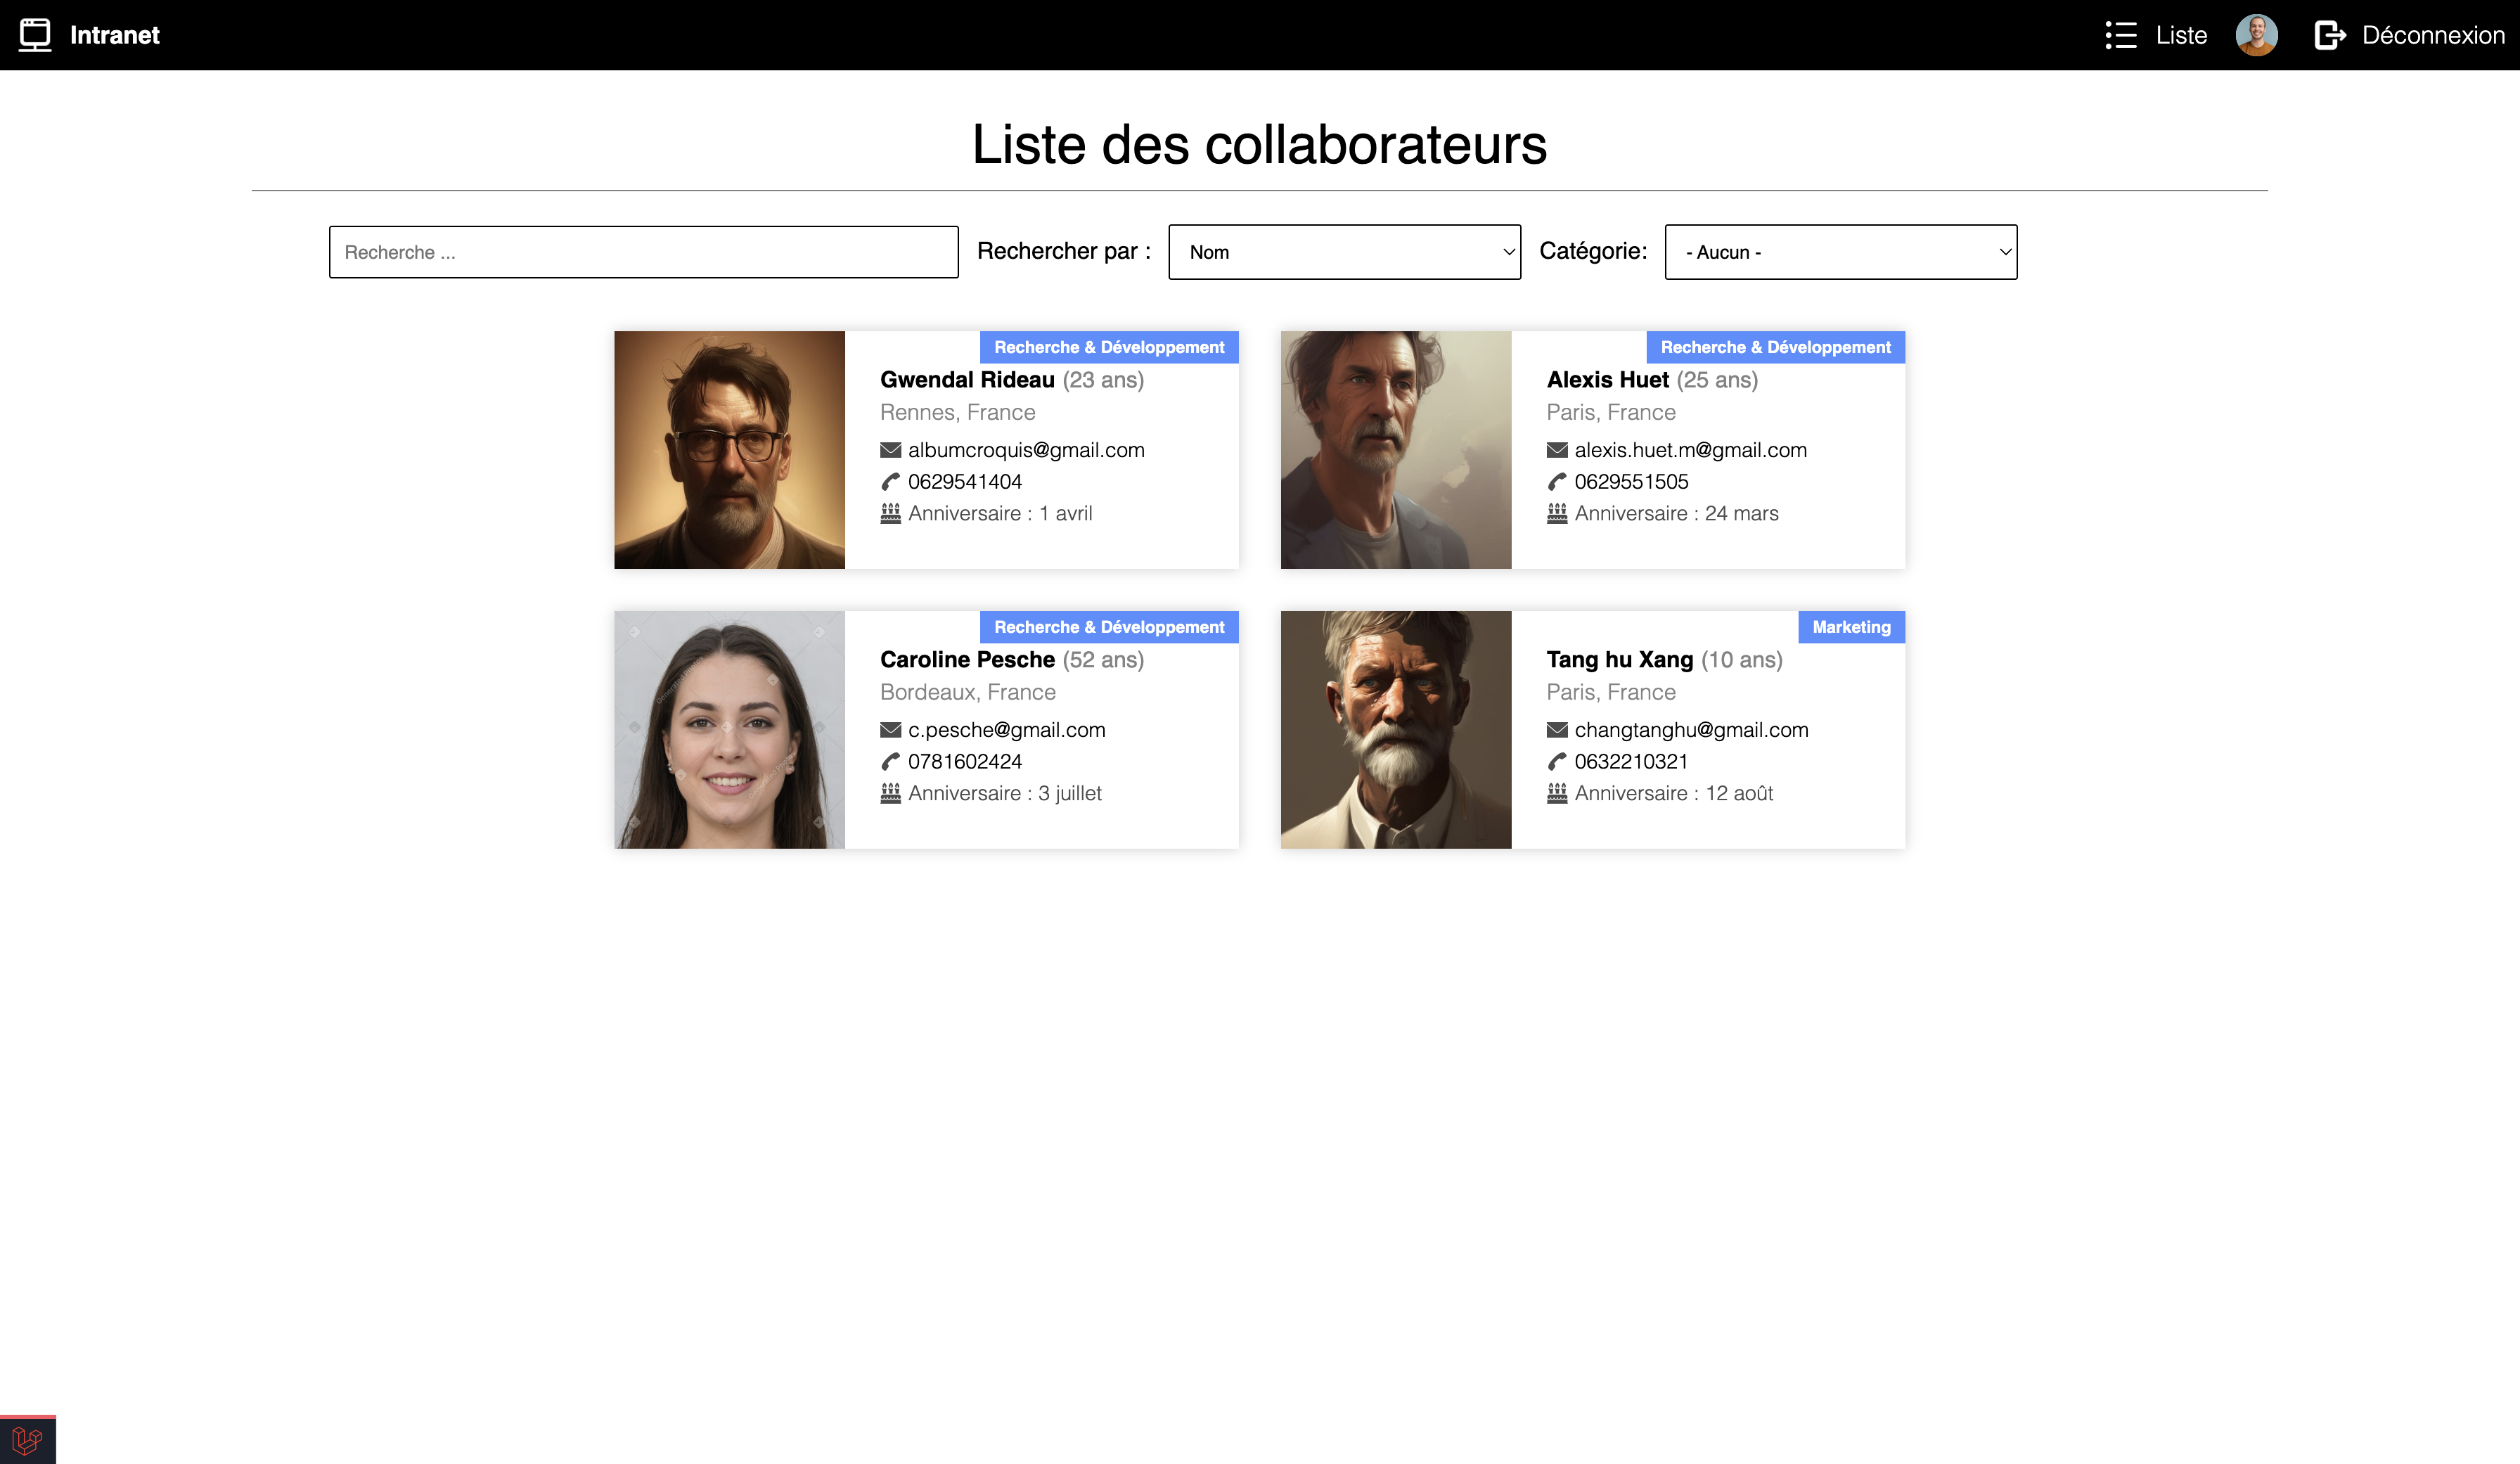 Intranet
Liste
Déconnexion
Liste des collaborateurs
Recherche ...
Rechercher par :
Nom
Catégorie:
- Aucun -
Recherche & Développement
Gwendal Rideau (23 ans)
Rennes, France
albumcroquis@gmail.com
0629541404
Anniversaire : 1 avril
Recherche & Développement
Alexis Huet (25 ans)
Paris, France
alexis.huet.m@gmail.com
0629551505
Anniversaire : 24 mars
Recherche & Développement
Caroline Pesche (52 ans)
Bordeaux, France
c.pesche@gmail.com
0781602424
Anniversaire : 3 juillet
Marketing
Tang hu Xang (10 ans)
Paris, France
changtanghu@gmail.com
0632210321
Anniversaire : 12 août